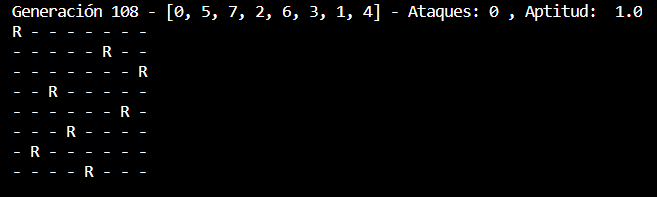 Generación 108 - [0, 5, 7, 2, 6, 3, 1, 4] - Ataques: 0 , Aptitud:  1.0
R - - - - - - -
- - - - - R - -
- - - - - - - R
- - R - - - - -
- - - - - - R -
- - - R - - - -
- R - - - - - -
- - - - R - - -